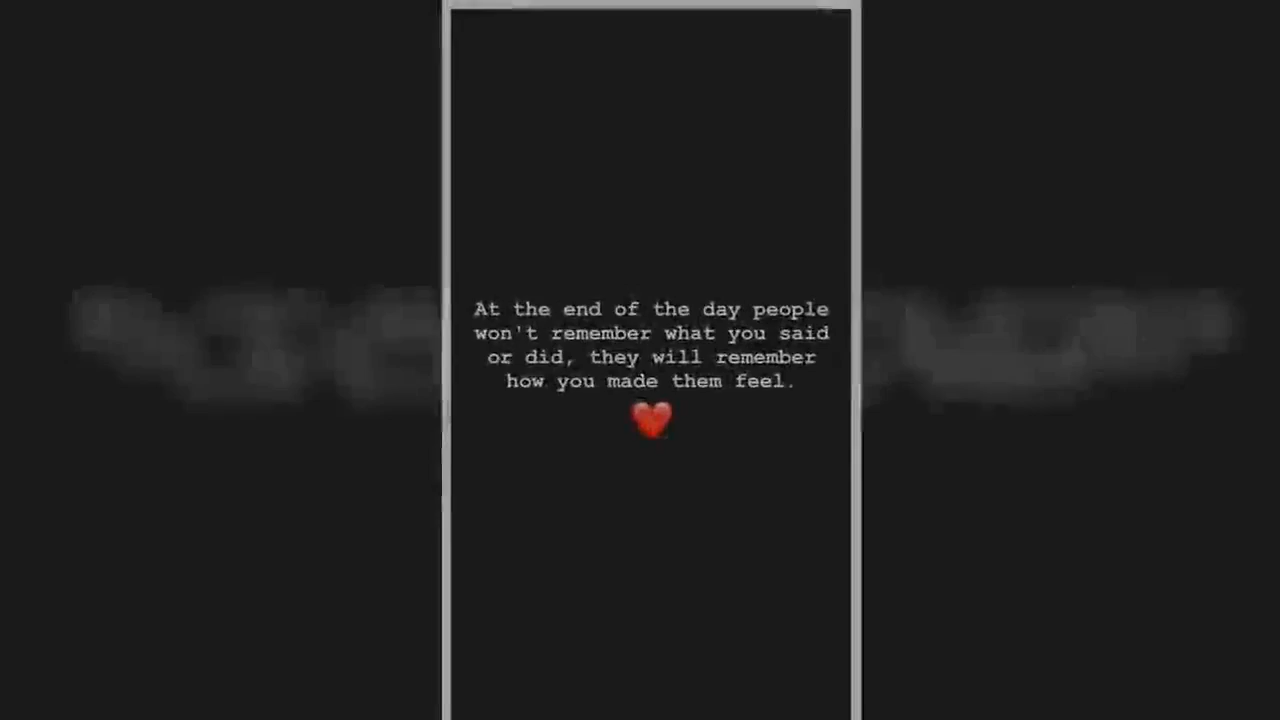 At the end of the day people
won't remember what you said
or did, they will remember
how you made them feel.
❤️